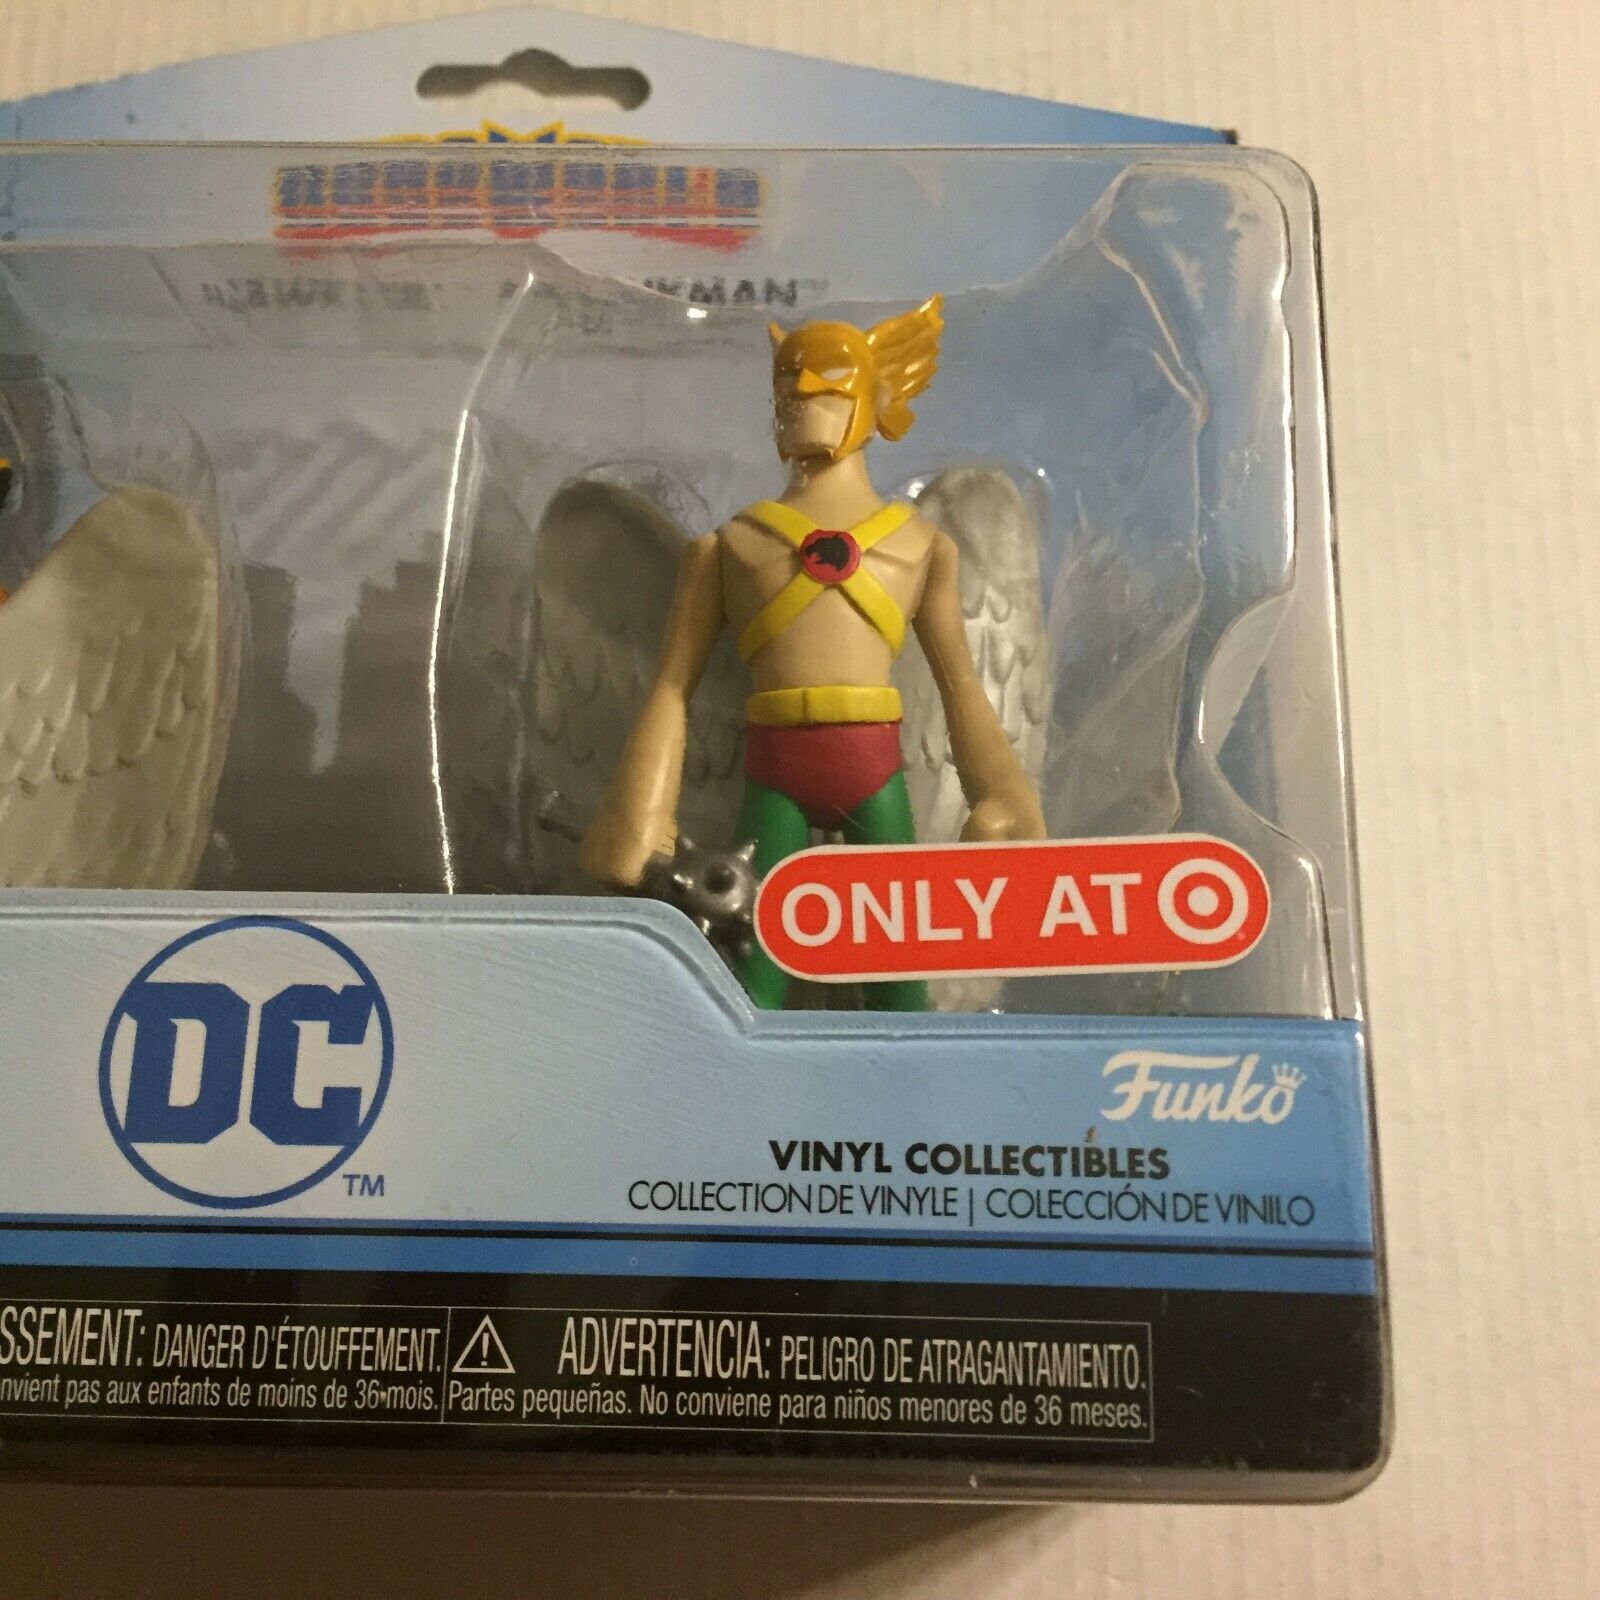 ONLY AT
DC
TM
Funko
VINYL COLLECTIBLES
COLLECTION DE VINYLE | COLECCIÓN DE VINILO
SSEMENT: DANGER D'ÉTOUFFEMENT.
nvient pas aux enfants de moins de 36 mois.
ADVERTENCIA: PELIGRO DE ATRAGANTAMIENTO.
Partes pequeñas. No conviene para niños menores de 36 meses.